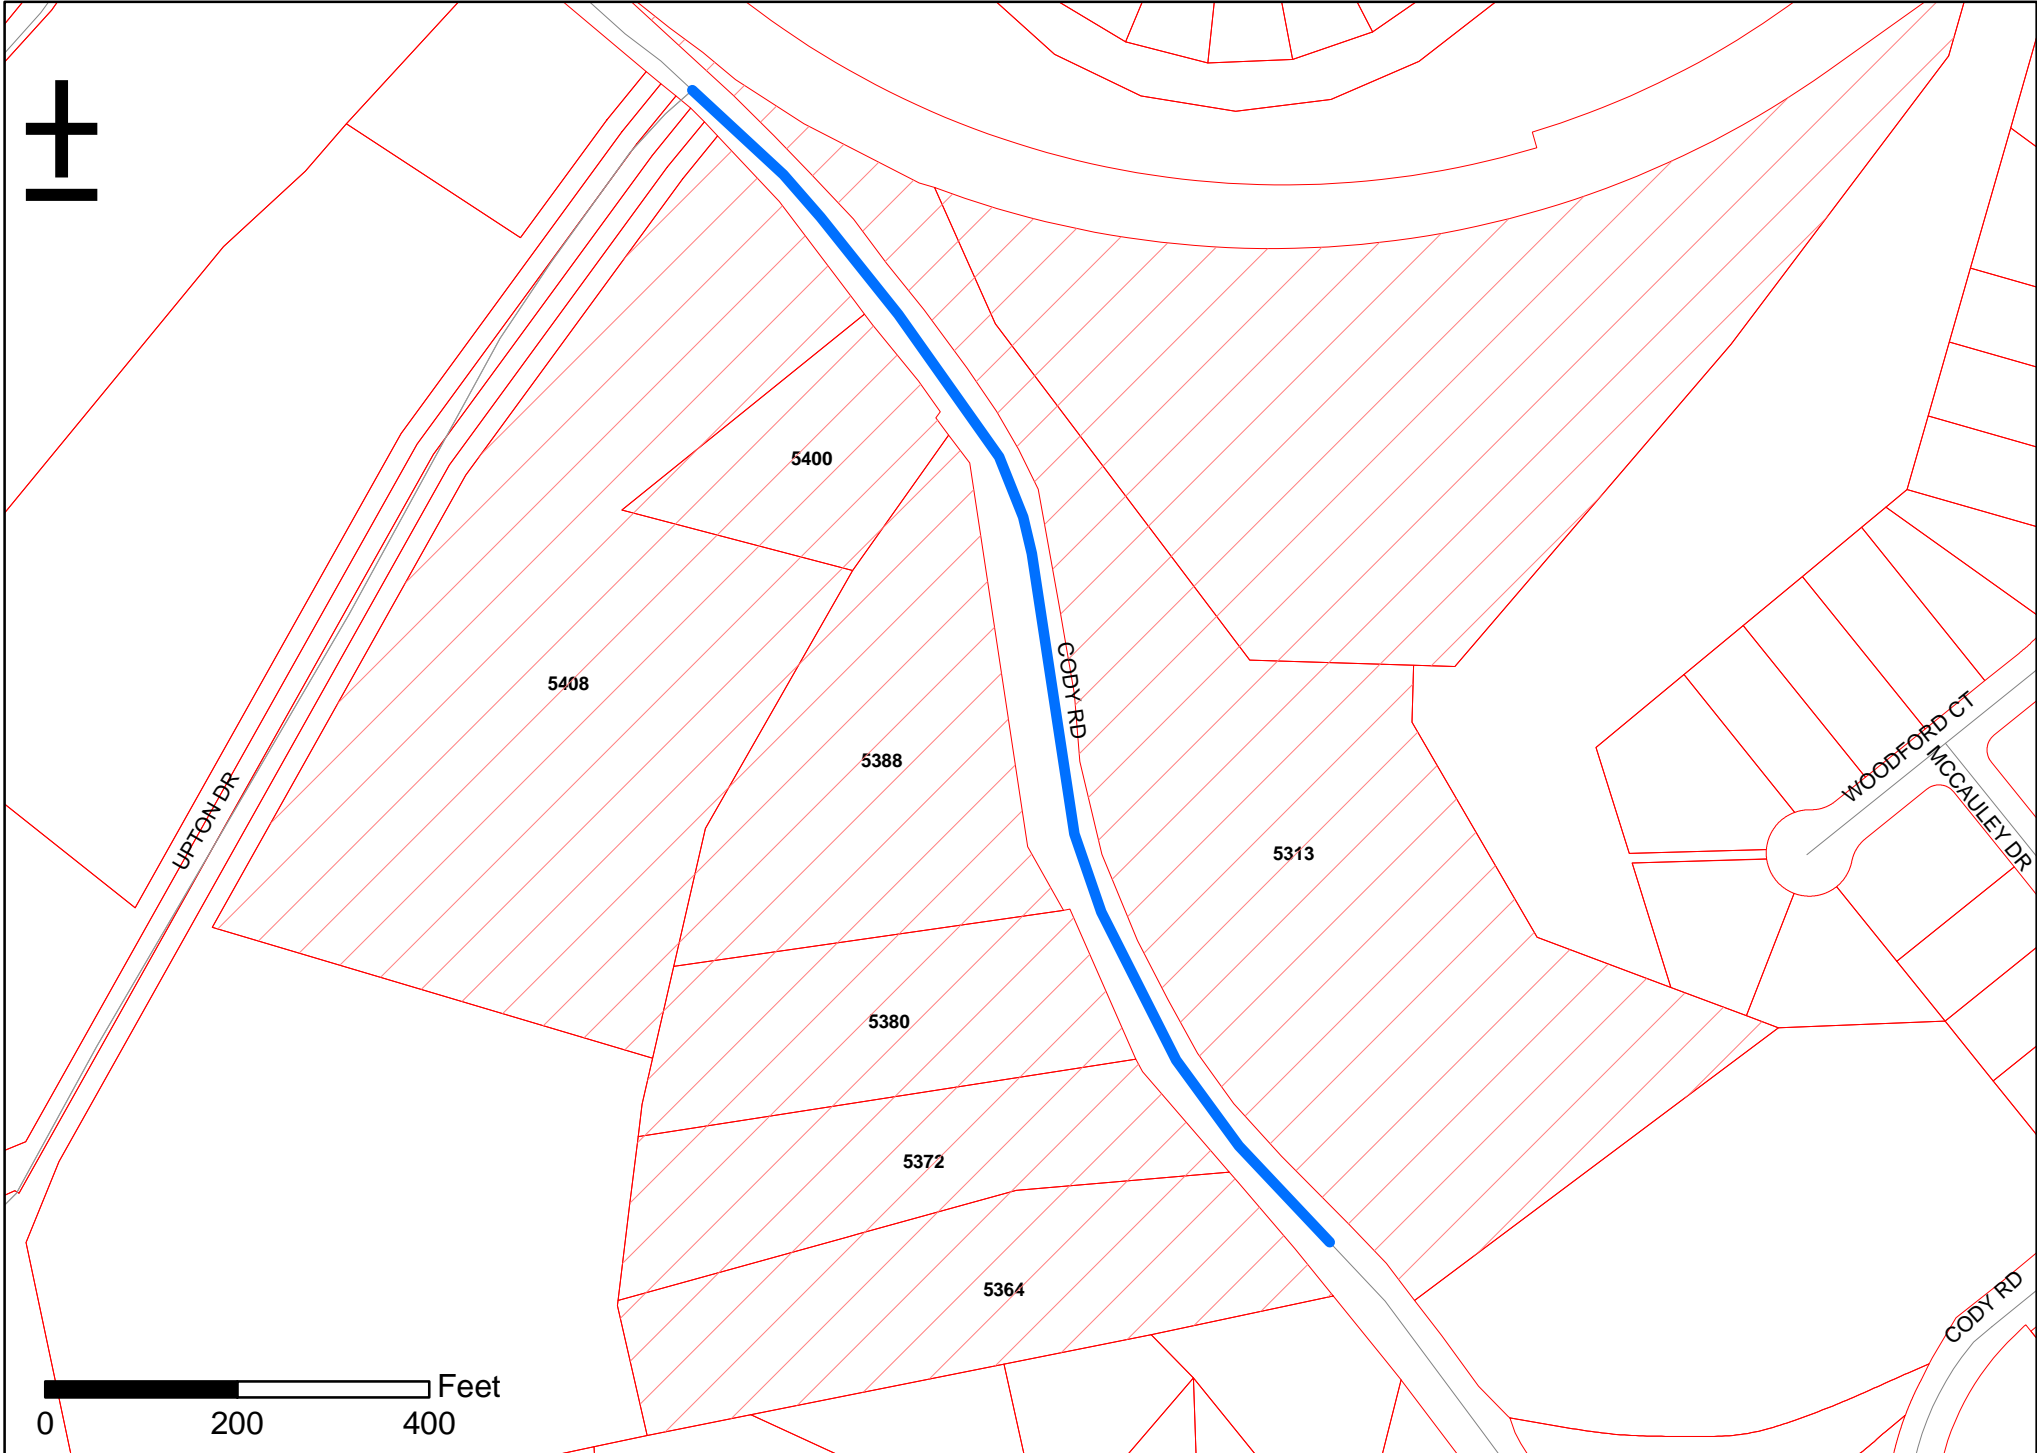 5400
CODY RD
5408
WOODFORD CT
MCCAULEY DR
5388
UPTON DR
5313
5380
5372
5364
CODY RD
Feet
0 200 400